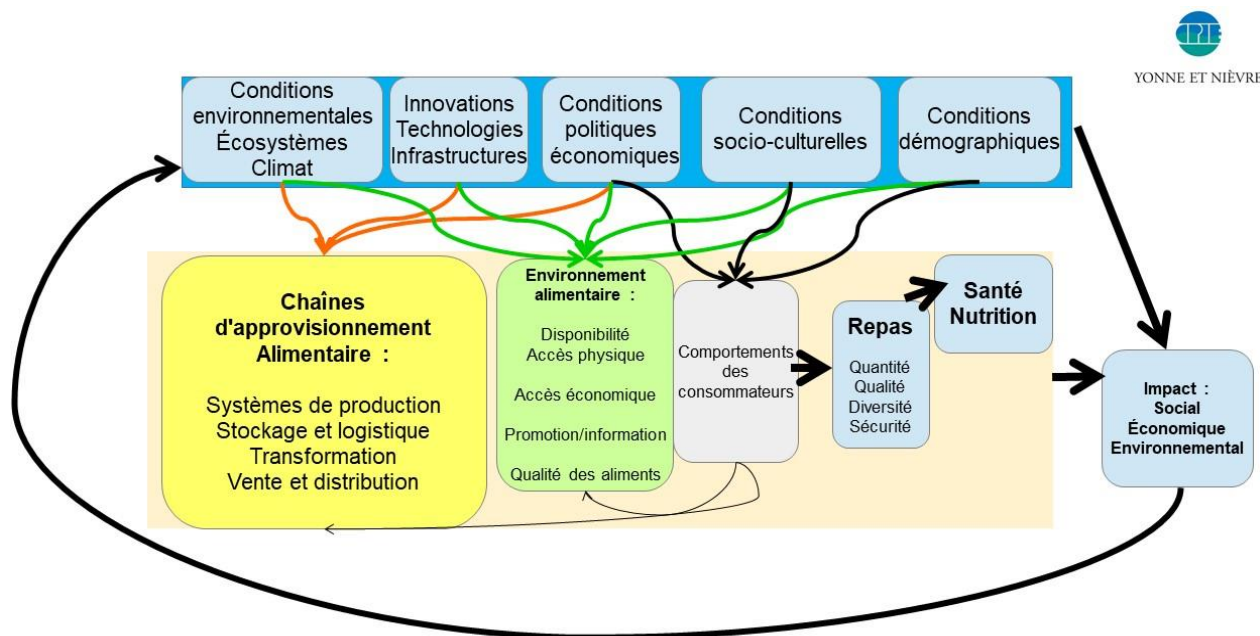 CPIE
YONNE ET NIÈVRE
Conditions
environnementales
Écosystèmes
Climat
Innovations
Technologies
Infrastructures
Conditions
politiques
économiques
Conditions
socio-culturelles
Conditions
démographiques
Chaînes
d'approvisionnement
Alimentaire :
Systèmes de production
Stockage et logistique
Transformation
Vente et distribution
Environnement
alimentaire :
Disponibilité
Accès physique
Accès économique
Promotion/information
Qualité des aliments
Comportements
des
consommateurs
Repas
Quantité
Qualité
Diversité
Sécurité
Santé
Nutrition
Impact :
Social
Économique
Environnemental